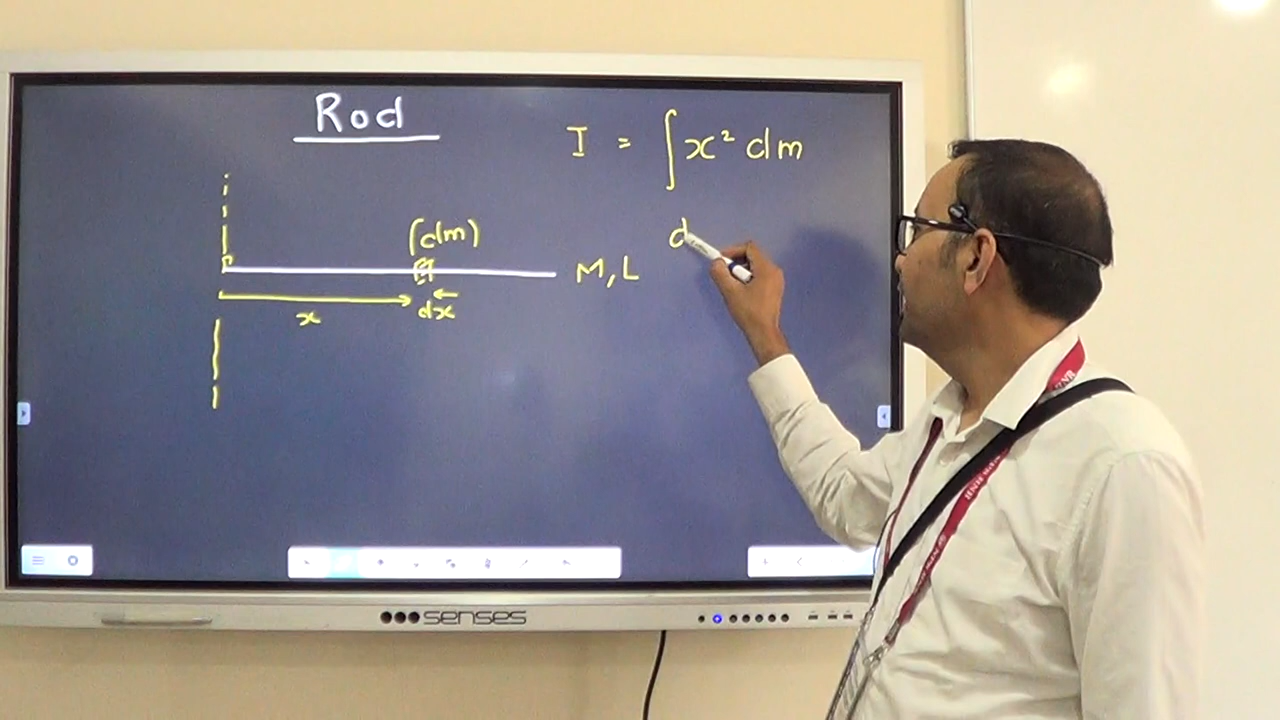 Rod
I = ∫ x² dm
d
(dm)
M, L
x
dx
senses